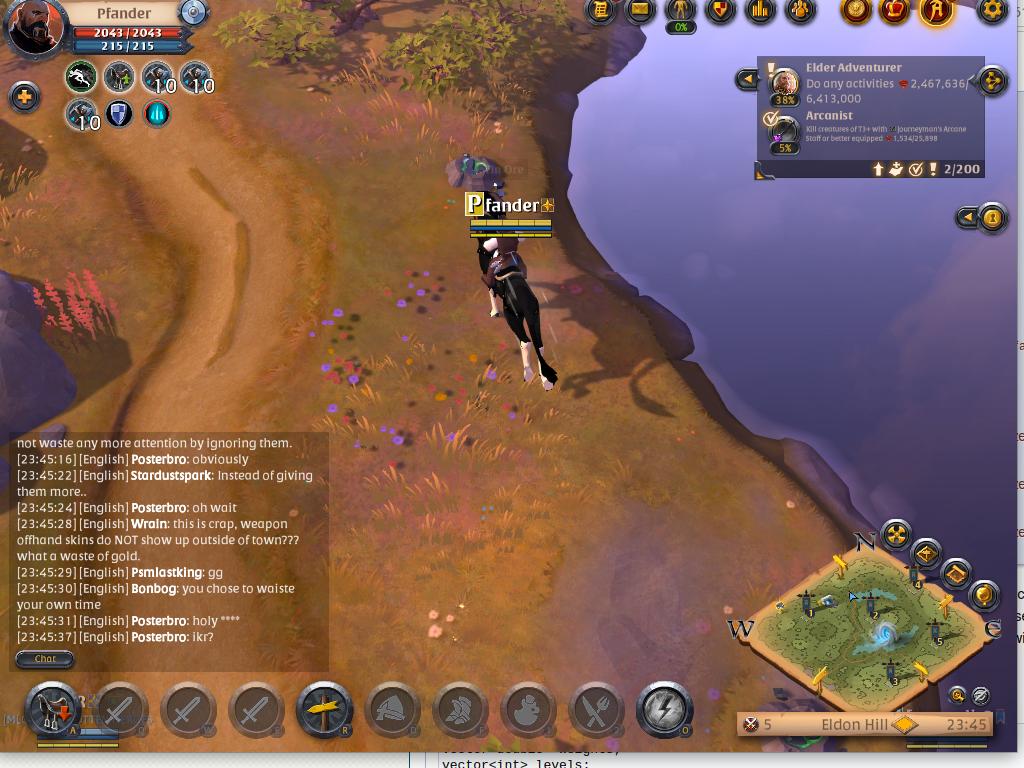 Pfander
2043 / 2043
215 / 215
10
10
10
0%
Elder Adventurer
Do any activities 2,467,636/
6,413,000
38%
Arcanist
Kill creatures of T3+ with Journeyman's Arcane
Staff or better equipped 1,534/25,898
5%
2/200
Ore
Pfander
not waste any more attention by ignoring them.
[23:45:16] [English] Posterbro: obviously
[23:45:22] [English] Stardustspark: Instead of giving
them more..
[23:45:24] [English] Posterbro: oh wait
[23:45:28] [English] Wrain: this is crap, weapon
offhand skins do NOT show up outside of town???
what a waste of gold.
[23:45:29] [English] Psmlastking: gg
[23:45:30] [English] Bonbog: you chose to waiste
your own time
[23:45:31] [English] Posterbro: holy ****
[23:45:37] [English] Posterbro: ikr?
Chat
A
Q
W
E
R
D
F
O
N
W
E
1
2
3
4
5
5
Eldon Hill
23:45
vector<int> levels;